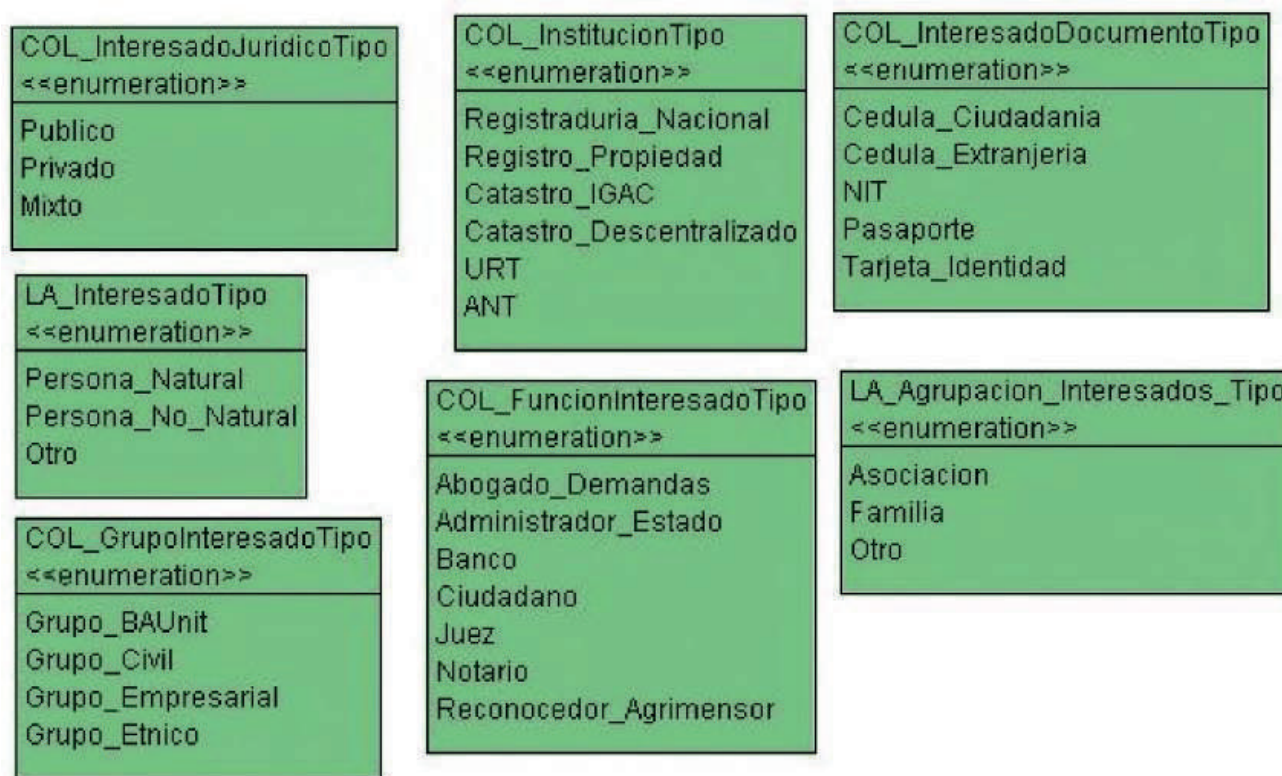 COL_InteresadoJuridicoTipo
<<enumeration>>
Publico
Privado
Mixto
LA_InteresadoTipo
<<enumeration>>
Persona_Natural
Persona_No_Natural
Otro
COL_GrupoInteresadoTipo
<<enumeration>>
Grupo_BAUnit
Grupo_Civil
Grupo_Empresarial
Grupo_Etnico
COL_InstitucionTipo
<<enumeration>>
Registraduria_Nacional
Registro_Propiedad
Catastro_IGAC
Catastro_Descentralizado
URT
ANT
COL_FuncionInteresadoTipo
<<enumeration>>
Abogado_Demandas
Administrador_Estado
Banco
Ciudadano
Juez
Notario
Reconocedor_Agrimensor
COL_InteresadoDocumentoTipo
<<enumeration>>
Cedula_Ciudadania
Cedula_Extranjeria
NIT
Pasaporte
Tarjeta_Identidad
LA_Agrupacion_Interesados_Tipo
<<enumeration>>
Asociacion
Familia
Otro